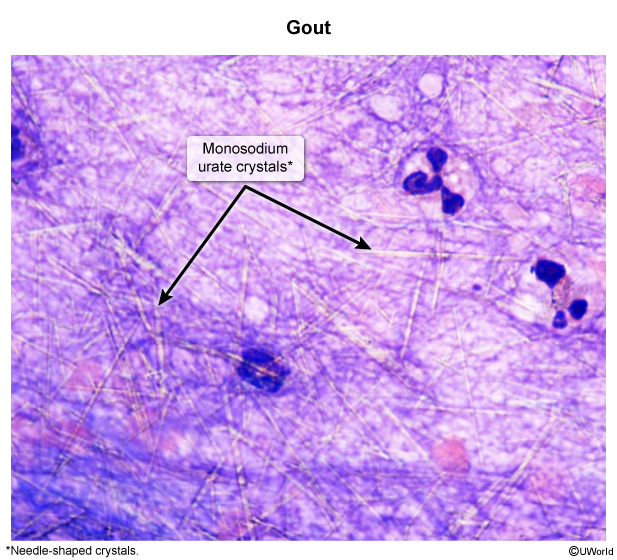 Gout
Monosodium
urate crystals*
*Needle-shaped crystals.
©UWorld